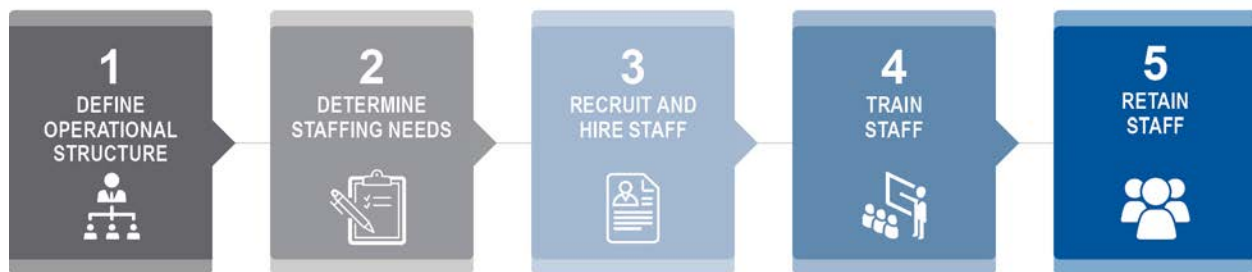 1
DEFINE
OPERATIONAL
STRUCTURE
2
DETERMINE
STAFFING NEEDS
3
RECRUIT AND
HIRE STAFF
4
TRAIN
STAFF
5
RETAIN
STAFF